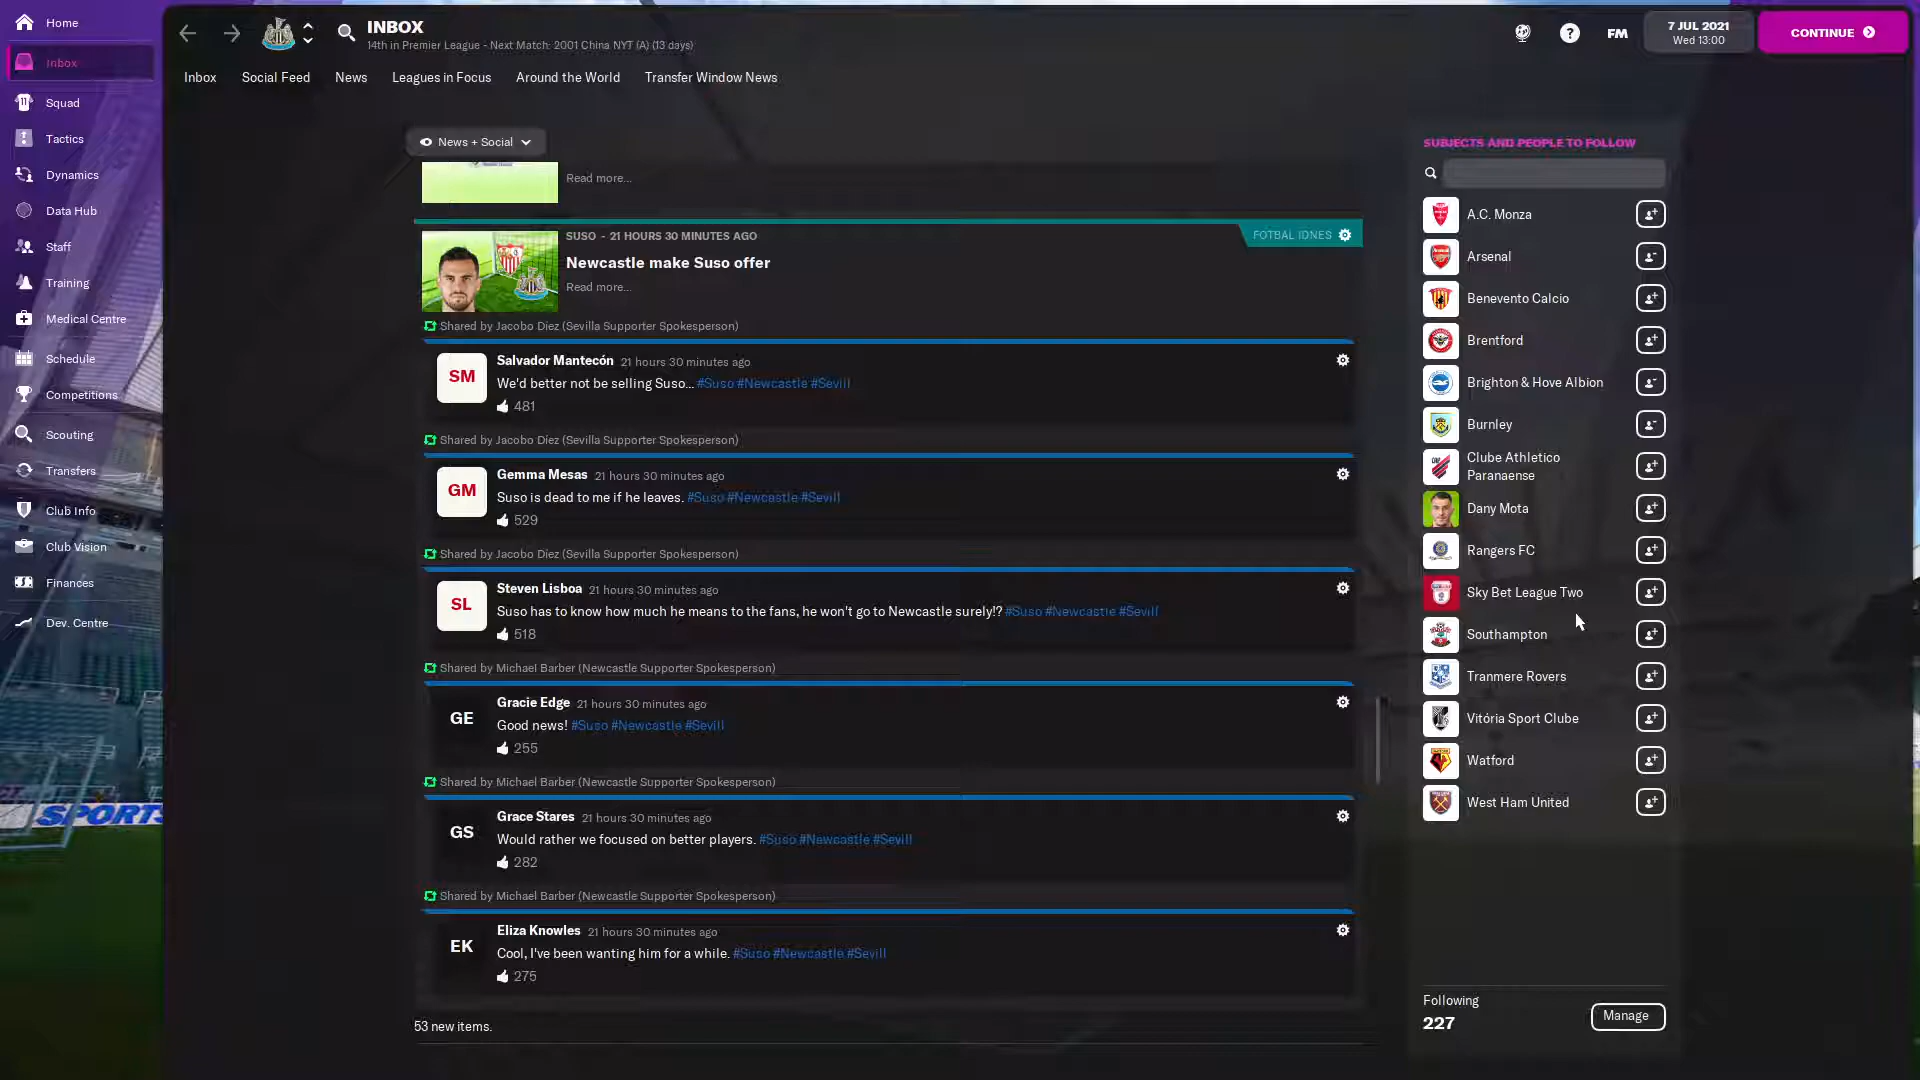 Home
Inbox
Squad
Tactics
Dynamics
Data Hub
Staff
Training
Medical Centre
Schedule
Competitions
Scouting
Transfers
Club Info
Club Vision
Finances
Dev. Centre
SPORTS
INBOX
14th in Premier League - Next Match: 2001 China NYT (A) (13 days)
?
FM
7 JUL 2021
Wed 13:00
CONTINUE
Inbox
Social Feed
News
Leagues in Focus
Around the World
Transfer Window News
News + Social
Read more...
SUSO - 21 HOURS 30 MINUTES AGO
FOTBAL IDNES
Newcastle make Suso offer
Read more...
Shared by Jacobo Díez (Sevilla Supporter Spokesperson)
SM
Salvador Mantecón 21 hours 30 minutes ago
We'd better not be selling Suso... #Suso #Newcastle #Sevill
481
Shared by Jacobo Díez (Sevilla Supporter Spokesperson)
GM
Gemma Mesas 21 hours 30 minutes ago
Suso is dead to me if he leaves. #Suso #Newcastle #Sevill
529
Shared by Jacobo Díez (Sevilla Supporter Spokesperson)
SL
Steven Lisboa 21 hours 30 minutes ago
Suso has to know how much he means to the fans, he won't go to Newcastle surely!? #Suso #Newcastle #Sevill
518
Shared by Michael Barber (Newcastle Supporter Spokesperson)
GE
Gracie Edge 21 hours 30 minutes ago
Good news! #Suso #Newcastle #Sevill
255
Shared by Michael Barber (Newcastle Supporter Spokesperson)
GS
Grace Stares 21 hours 30 minutes ago
Would rather we focused on better players. #Suso #Newcastle #Sevill
282
Shared by Michael Barber (Newcastle Supporter Spokesperson)
EK
Eliza Knowles 21 hours 30 minutes ago
Cool, I've been wanting him for a while. #Suso #Newcastle #Sevill
275
53 new items.
SUBJECTS AND PEOPLE TO FOLLOW
A.C. Monza
Arsenal
Benevento Calcio
Brentford
Brighton & Hove Albion
Burnley
Clube Athletico
Paranaense
Dany Mota
Rangers FC
Sky Bet League Two
Southampton
Tranmere Rovers
Vitória Sport Clube
Watford
West Ham United
Following
227
Manage